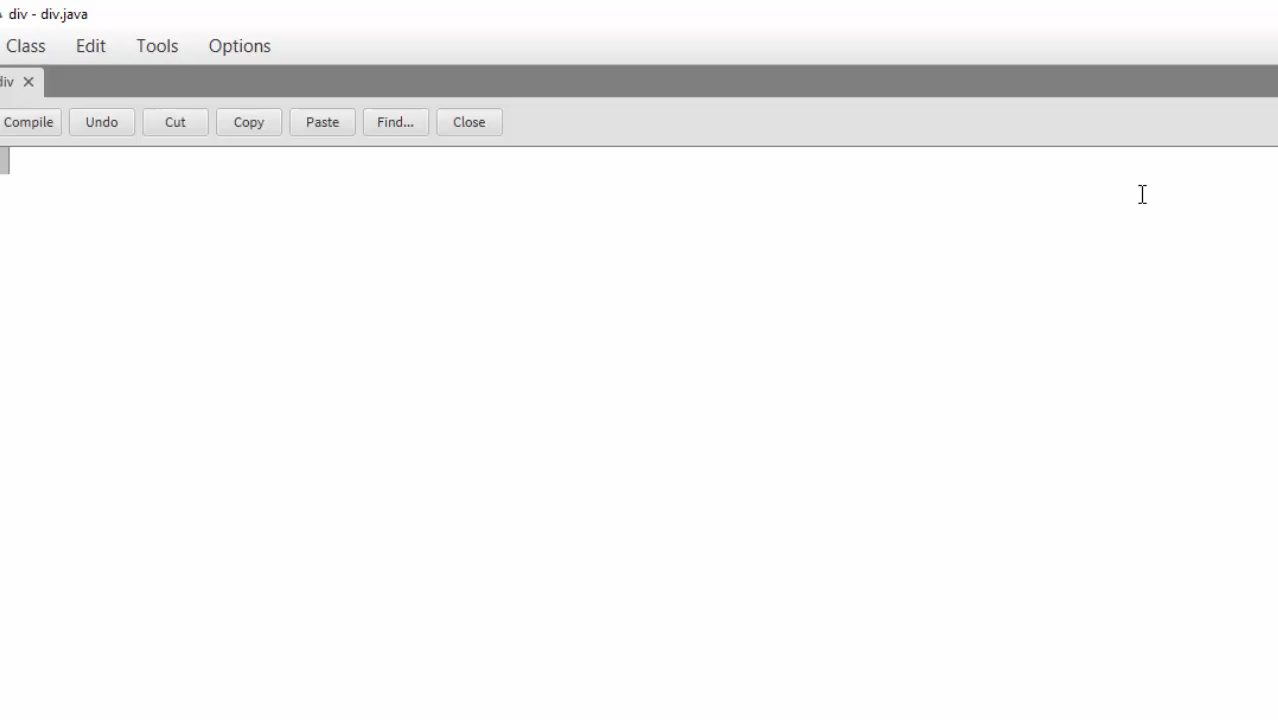 div - div.java
Class Edit Tools Options
div
Compile Undo Cut Copy Paste Find... Close